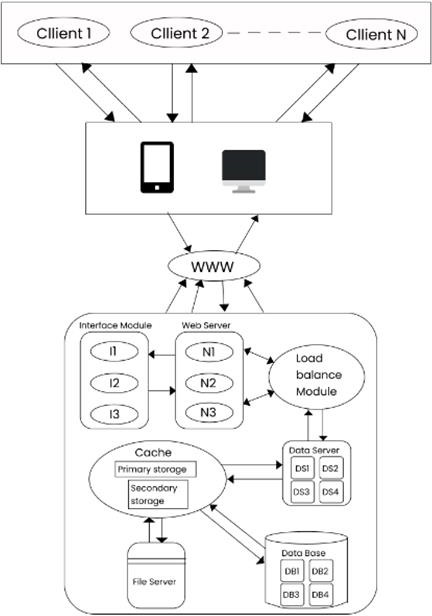 Cllient 1
Cllient 2
Cllient N
WWW
Interface Module
Web Server
I1
N1
Load
balance
Module
I2
N2
I3
N3
Cache
Data Server
Primary storage
DS1
DS2
Secondary
storage
DS3
DS4
Data Base
File Server
DB1
DB2
DB3
DB4